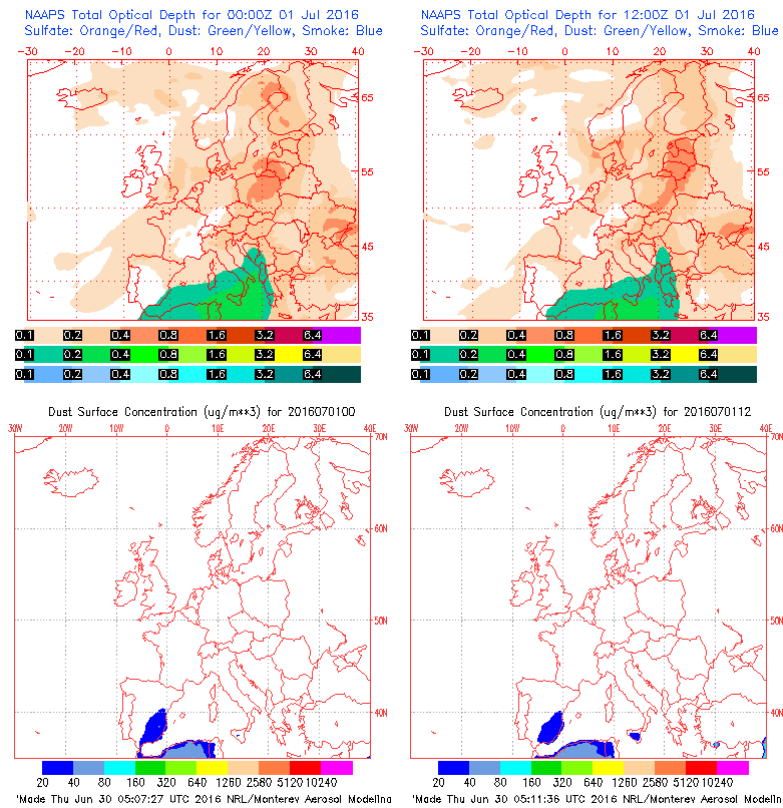 NAAPS Total Optical Depth for 00:00Z 01 Jul 2016
Sulfate: Orange/Red, Dust: Green/Yellow, Smoke: Blue
-30 -20 -10 0 10 20 30 40
65
55
45
35
0.1 0.2 0.4 0.8 1.6 3.2 6.4
0.1 0.2 0.4 0.8 1.6 3.2 6.4
0.1 0.2 0.4 0.8 1.6 3.2 6.4
NAAPS Total Optical Depth for 12:00Z 01 Jul 2016
Sulfate: Orange/Red, Dust: Green/Yellow, Smoke: Blue
-30 -20 -10 0 10 20 30 40
65
55
45
35
0.1 0.2 0.4 0.8 1.6 3.2 6.4
0.1 0.2 0.4 0.8 1.6 3.2 6.4
0.1 0.2 0.4 0.8 1.6 3.2 6.4
Dust Surface Concentration (ug/m**3) for 2016070100
30W 20W 10W 0 10E 20E 30E 40E
70N
60N
50N
40N
20 40 80 160 320 640 1280 2560 5120 10240
'Made Thu Jun 30 05:07:27 UTC 2016 NRL/Monterey Aerosol Modeling
Dust Surface Concentration (ug/m**3) for 2016070112
30W 20W 10W 0 10E 20E 30E 40E
70N
60N
50N
40N
20 40 80 160 320 640 1280 2560 5120 10240
'Made Thu Jun 30 05:11:36 UTC 2016 NRL/Monterey Aerosol Modeling